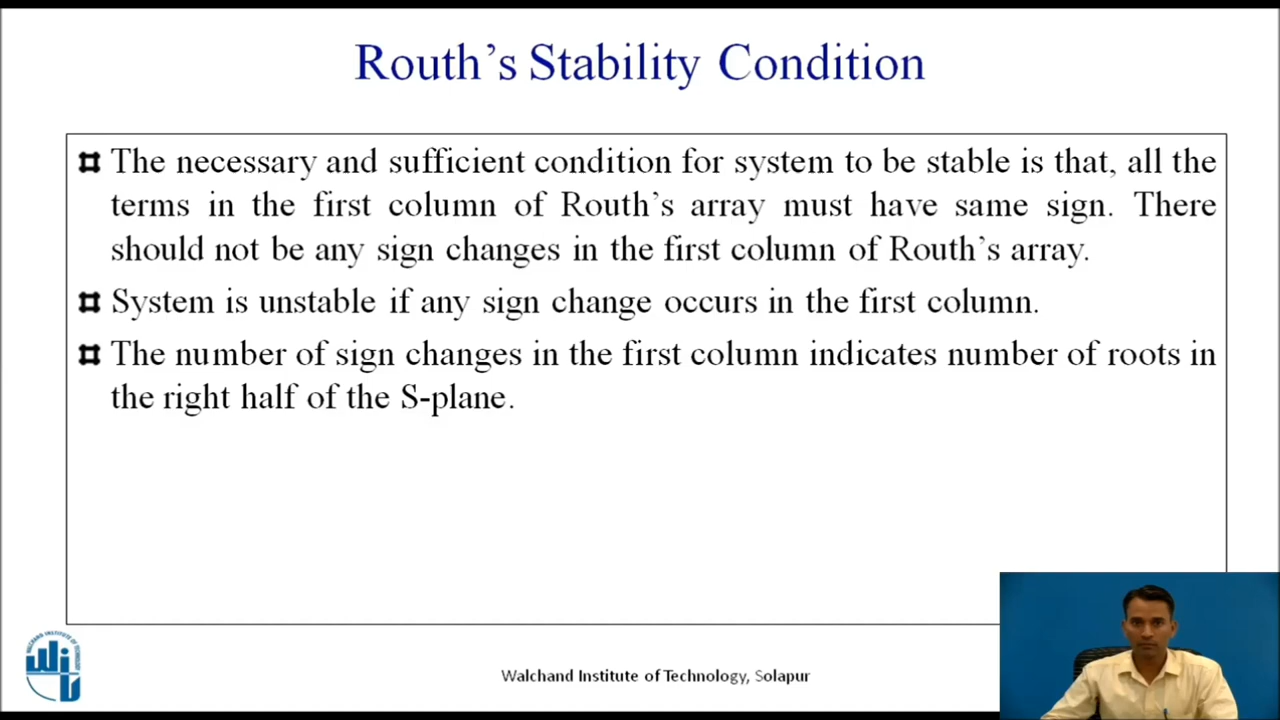 Routh's Stability Condition
The necessary and sufficient condition for system to be stable is that, all the
terms in the first column of Routh's array must have same sign. There
should not be any sign changes in the first column of Routh's array.
System is unstable if any sign change occurs in the first column.
The number of sign changes in the first column indicates number of roots in
the right half of the S-plane.
WALCHAND INSTITUTE OF TECHNOLOGY
Walchand Institute of Technology, Solapur